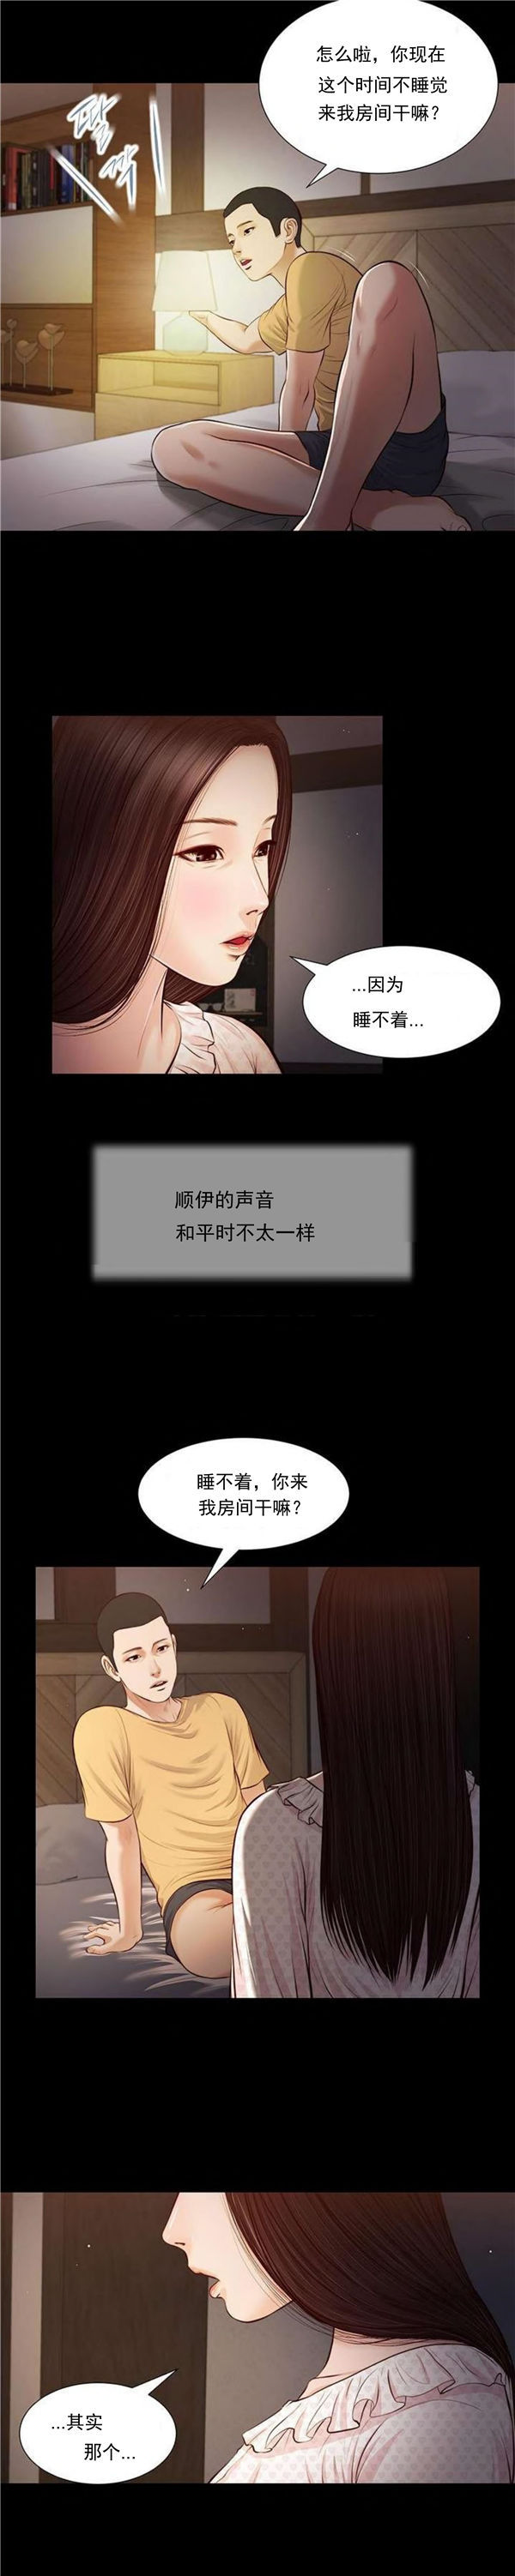 怎么啦，你现在
这个时间不睡觉
来我房间干嘛？
딸
깍
...因为
睡不着...
顺伊的声音
和平时不太一样
睡不着，你来
我房间干嘛？
...其实
那个...